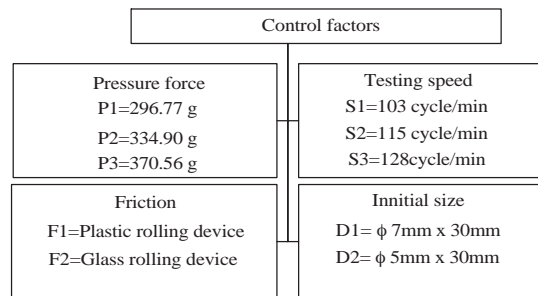 Control factors
Pressure force
P1=296.77 g
P2=334.90 g
P3=370.56 g
Testing speed
S1=103 cycle/min
S2=115 cycle/min
S3=128cycle/min
Friction
F1=Plastic rolling device
F2=Glass rolling device
Innitial size
D1= ϕ 7mm x 30mm
D2= ϕ 5mm x 30mm